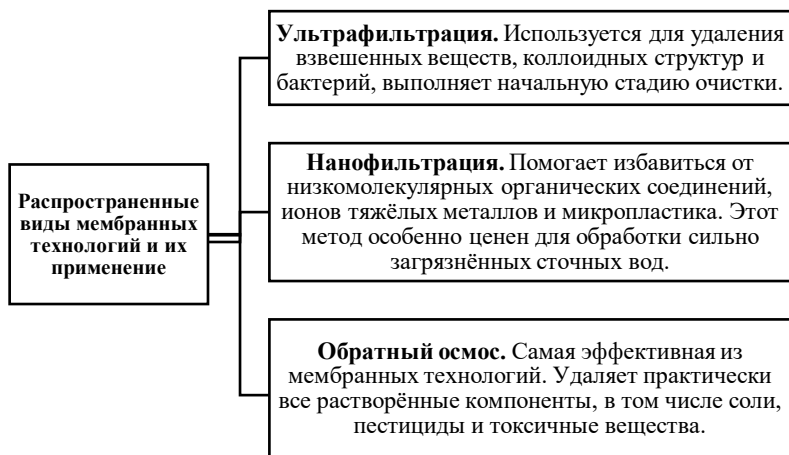 Ультрафильтрация. Используется для удаления
взвешенных веществ, коллоидных структур и
бактерий, выполняет начальную стадию очистки.
Распространенные
виды мембранных
технологий и их
применение
Нанофильтрация. Помогает избавиться от
низкомолекулярных органических соединений,
ионов тяжёлых металлов и микропластика. Этот
метод особенно ценен для обработки сильно
загрязнённых сточных вод.
Обратный осмос. Самая эффективная из
мембранных технологий. Удаляет практически
все растворённые компоненты, в том числе соли,
пестициды и токсичные вещества.